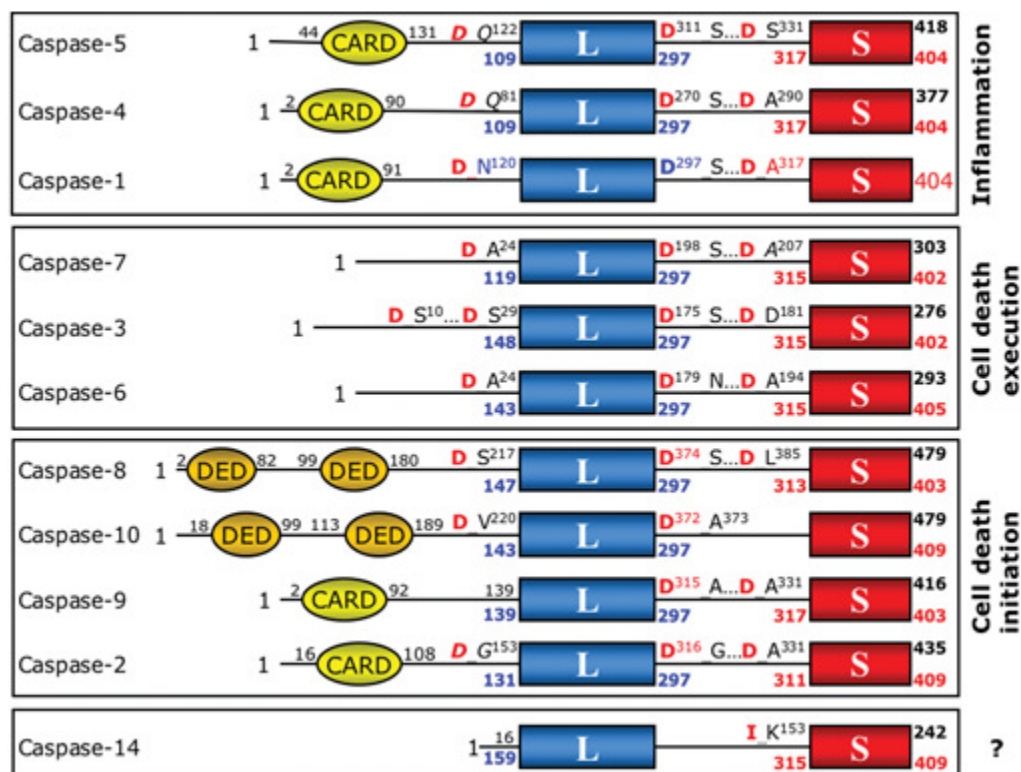 Caspase-5 1 44 CARD 131 D Q122 L D311 S...D S331 S 418
109 297 317 404
Caspase-4 1 2 CARD 90 D Q81 L D270 S...D A290 S 377
109 297 317 404
Caspase-1 1 2 CARD 91 D_N120 L D297_S...D_A317 S 404
Inflammation
Caspase-7 1 D A24 L D198 S...D A207 S 303
119 297 315 402
Caspase-3 1 D S10...D S29 L D175 S...D D181 S 276
148 297 315 402
Caspase-6 1 D A24 L D179_N...D A194 S 293
143 297 315 405
Cell death
execution
Caspase-8 1 2 DED 82 99 DED 180 D S217 L D374 S...D L385 S 479
147 297 313 403
Caspase-10 1 18 DED 99 113 DED 189 D_V220 L D372_A373 S 479
143 297 409
Caspase-9 1 2 CARD 92 139 L D315_A...D_A331 S 416
139 297 317 403
Caspase-2 1 16 CARD 108 D_G153 L D316_G...D_A331 S 435
131 297 311 409
Cell death
initiation
Caspase-14 1 16 L I_K153 S 242
159 315 409
?